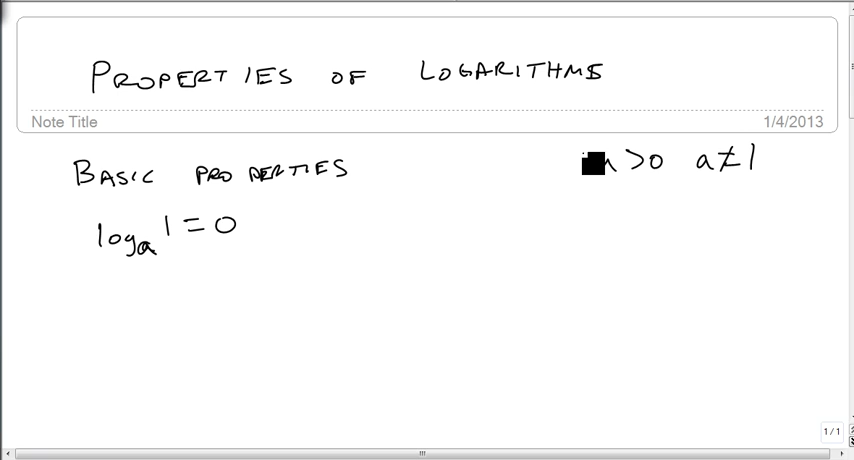 PROPERTIES OF LOGARITHMS
Note Title 1/4/2013
BASIC PROPERTIES
>0 a≠1
logₐ 1 = 0
1/1